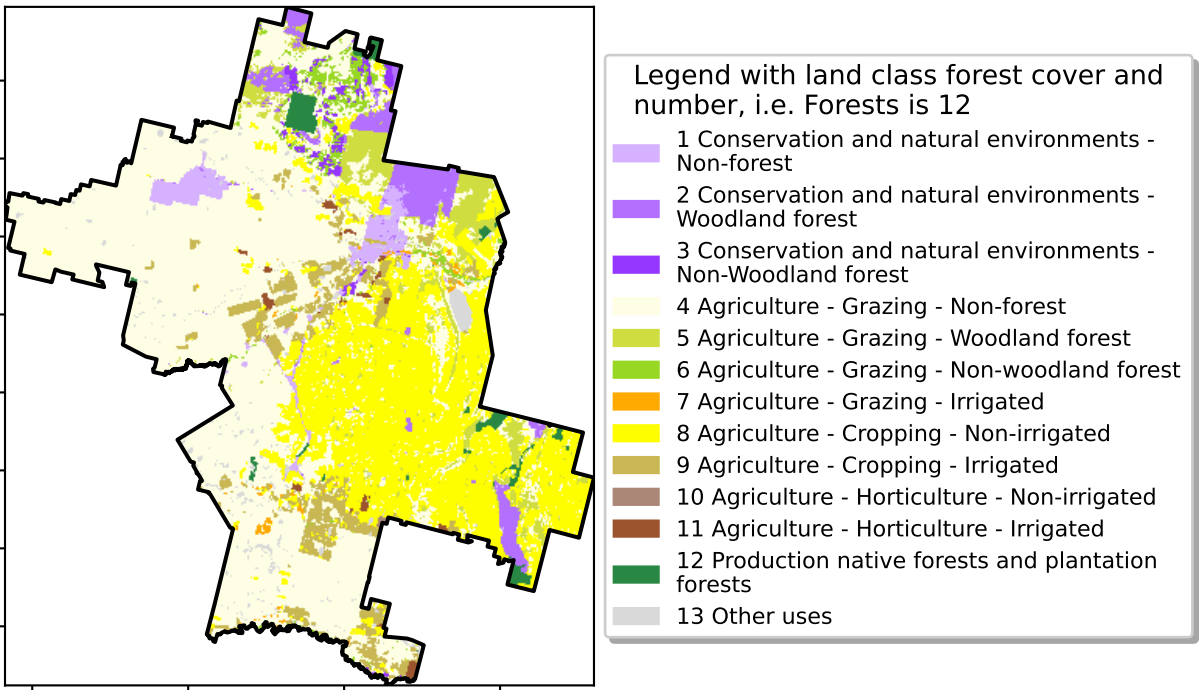 Legend with land class forest cover and
number, i.e. Forests is 12
1 Conservation and natural environments -
Non-forest
2 Conservation and natural environments -
Woodland forest
3 Conservation and natural environments -
Non-Woodland forest
4 Agriculture - Grazing - Non-forest
5 Agriculture - Grazing - Woodland forest
6 Agriculture - Grazing - Non-woodland forest
7 Agriculture - Grazing - Irrigated
8 Agriculture - Cropping - Non-irrigated
9 Agriculture - Cropping - Irrigated
10 Agriculture - Horticulture - Non-irrigated
11 Agriculture - Horticulture - Irrigated
12 Production native forests and plantation
forests
13 Other uses